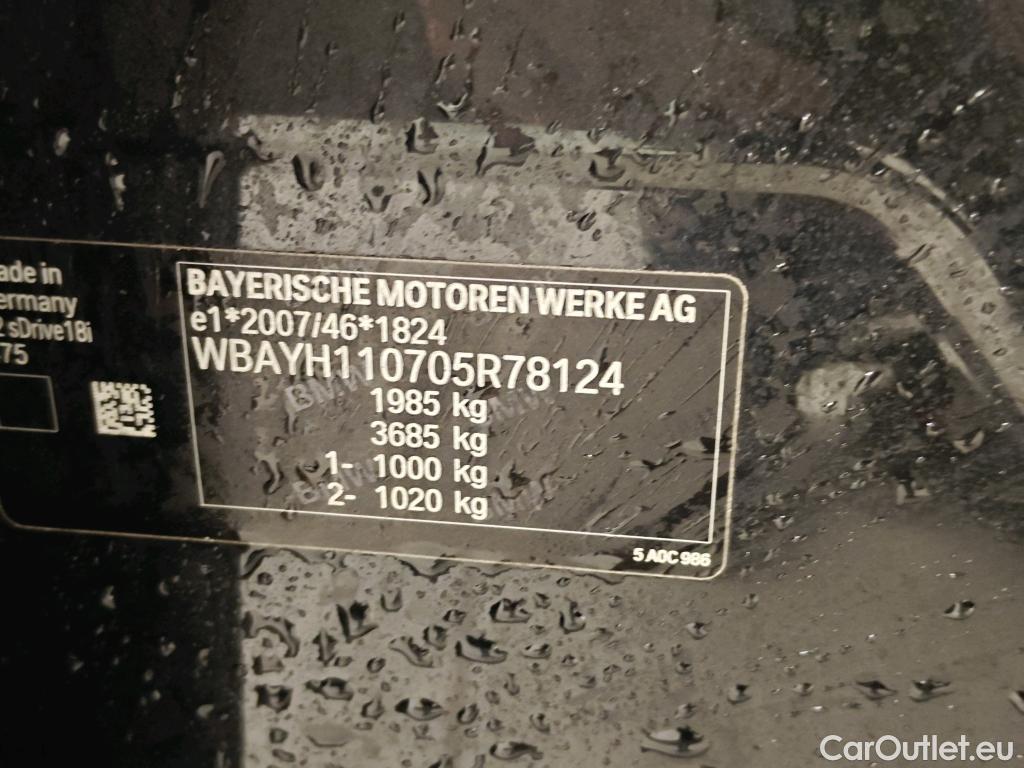 ade in
ermany
2 sDrive18i
75
BAYERISCHE MOTOREN WERKE AG
e1*2007/46*1824
WBAYH110705R78124
1985 kg
3685 kg
1- 1000 kg
2- 1020 kg
5 A0C 986
CarOutlet.eu